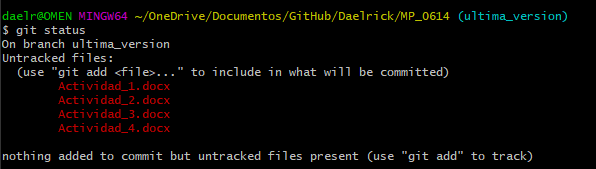 daelr@OMEN MINGW64 ~/OneDrive/Documentos/GitHub/Daelrick/MP_0614 (ultima_version)
$ git status
On branch ultima_version
Untracked files:
  (use "git add <file>..." to include in what will be committed)
        Actividad_1.docx
        Actividad_2.docx
        Actividad_3.docx
        Actividad_4.docx
nothing added to commit but untracked files present (use "git add" to track)